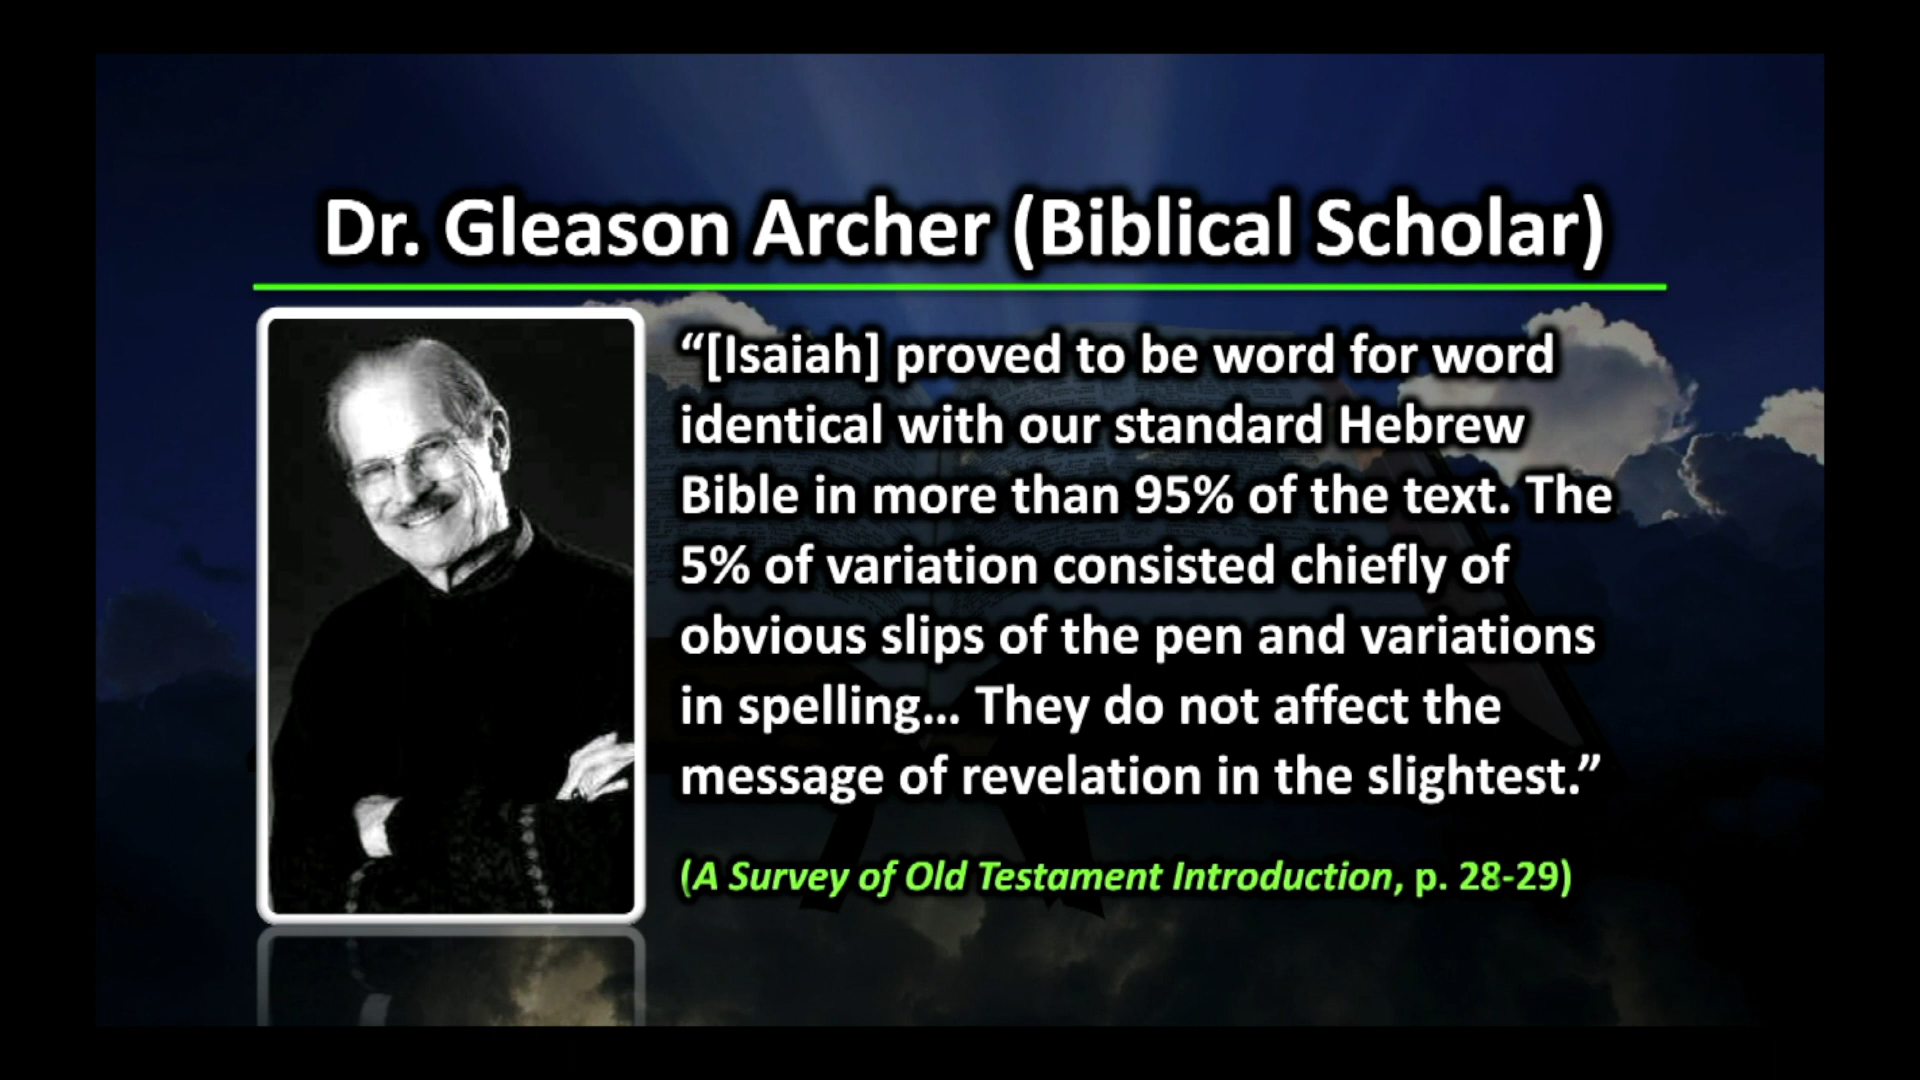 Dr. Gleason Archer (Biblical Scholar)
“[Isaiah] proved to be word for word
identical with our standard Hebrew
Bible in more than 95% of the text. The
5% of variation consisted chiefly of
obvious slips of the pen and variations
in spelling... They do not affect the
message of revelation in the slightest.”
(A Survey of Old Testament Introduction, p. 28-29)